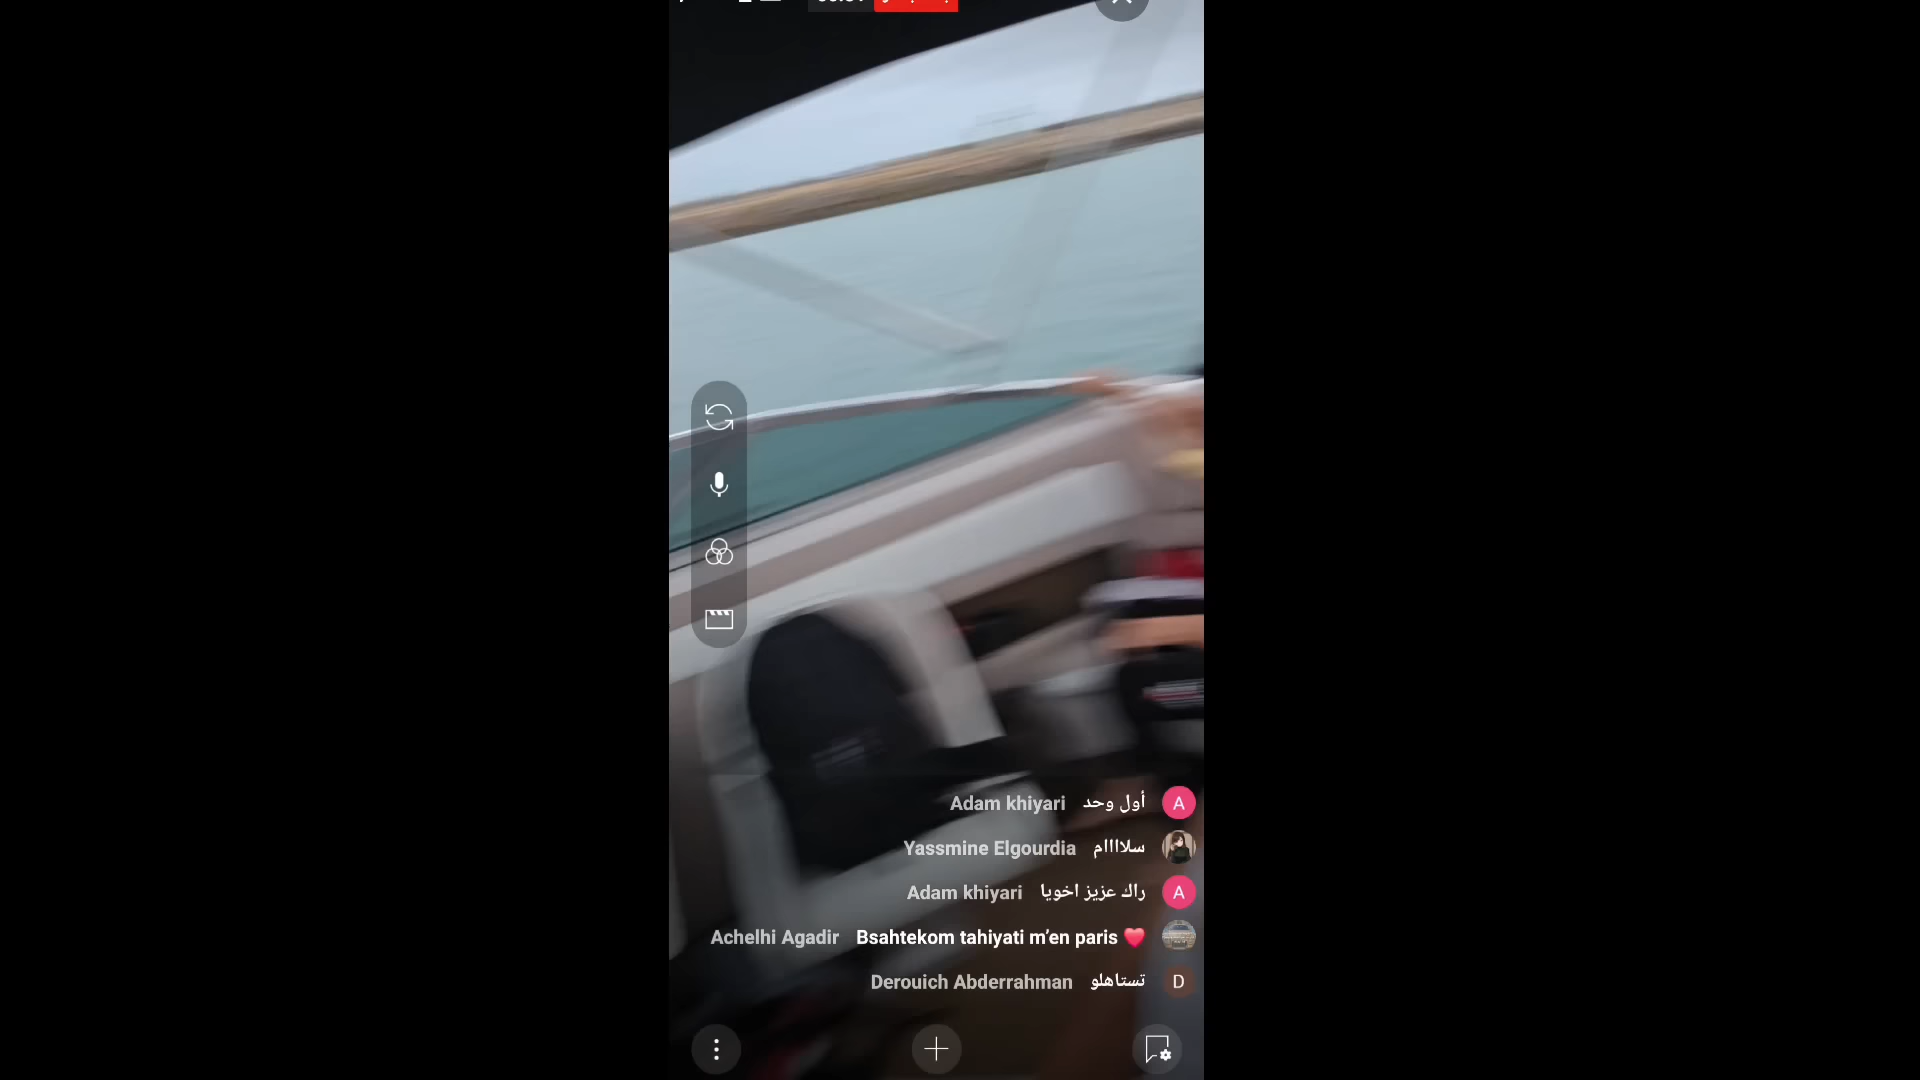 Adam khiyari أول وحد
A
Yassmine Elgourdia سلاااام
Adam khiyari راك عزيز اخويا
A
Achelhi Agadir Bsahtekom tahiyati m’en paris ❤️
Derouich Abderrahman تستاهلو
D